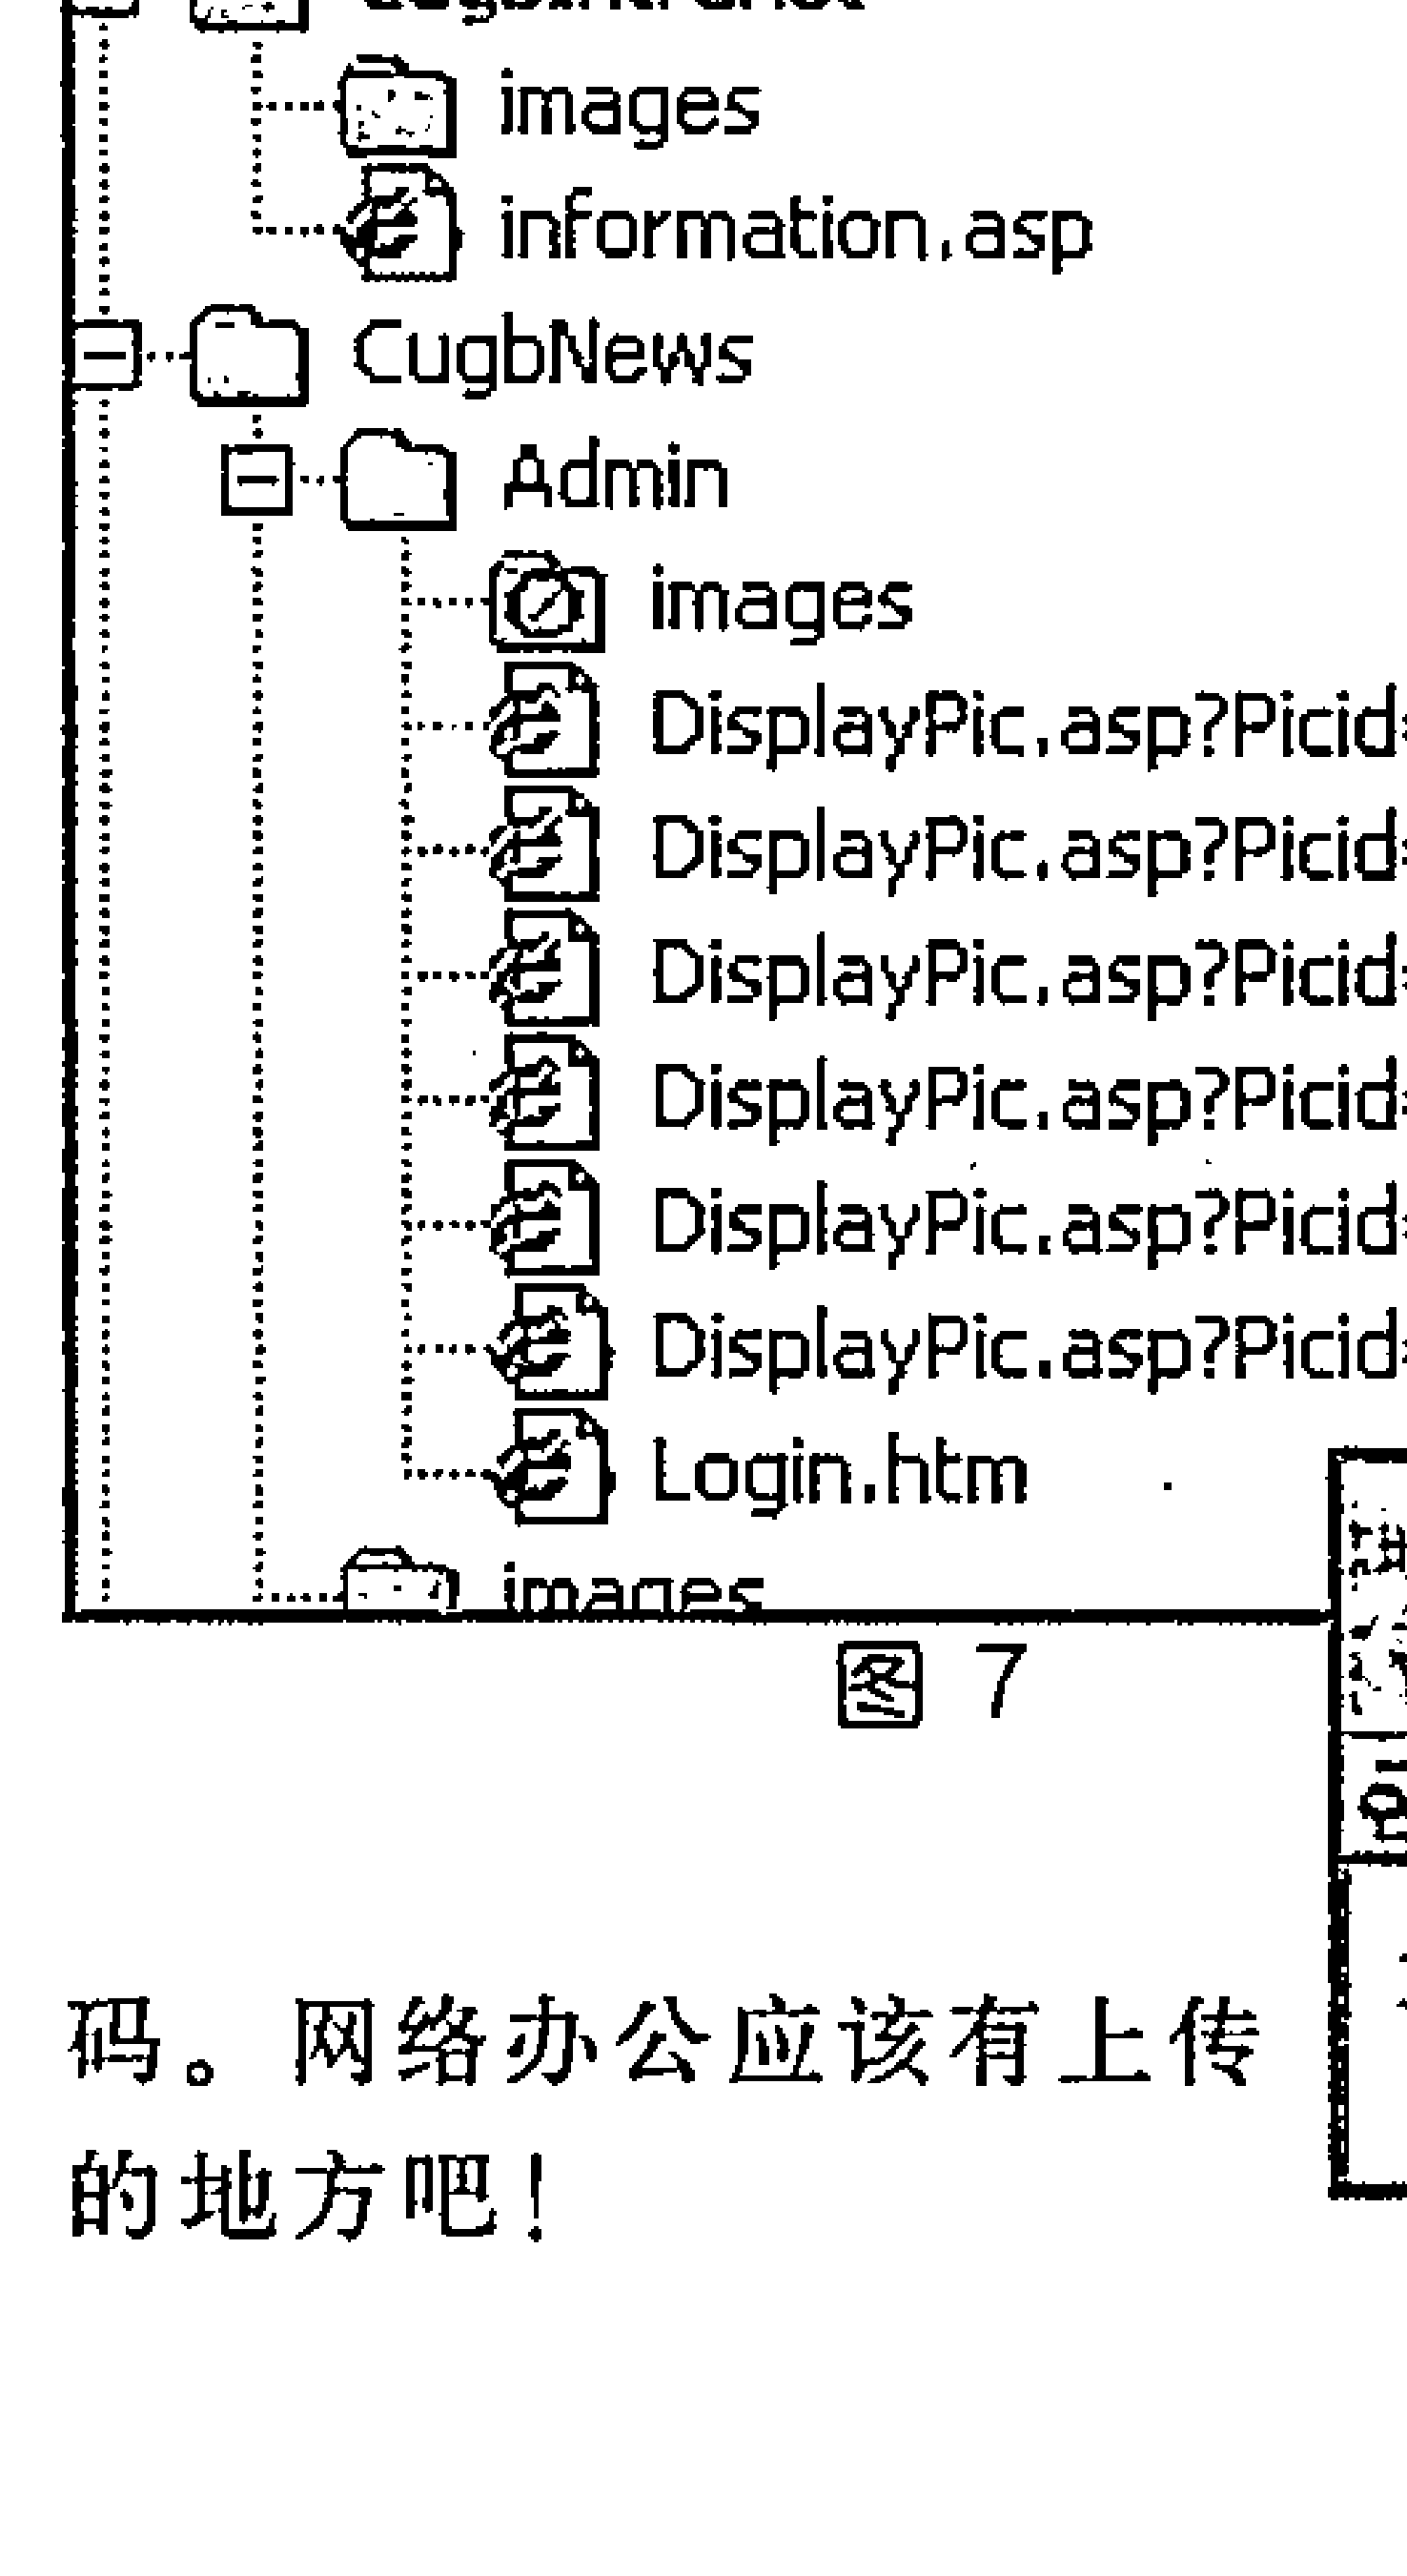 images
information.asp
CugbNews
Admin
images
DisplayPic.asp?Picid=
DisplayPic.asp?Picid=
DisplayPic.asp?Picid=
DisplayPic.asp?Picid=
DisplayPic.asp?Picid=
DisplayPic.asp?Picid=
Login.htm
images
图 7
码。网络办公应该有上传
的地方吧!